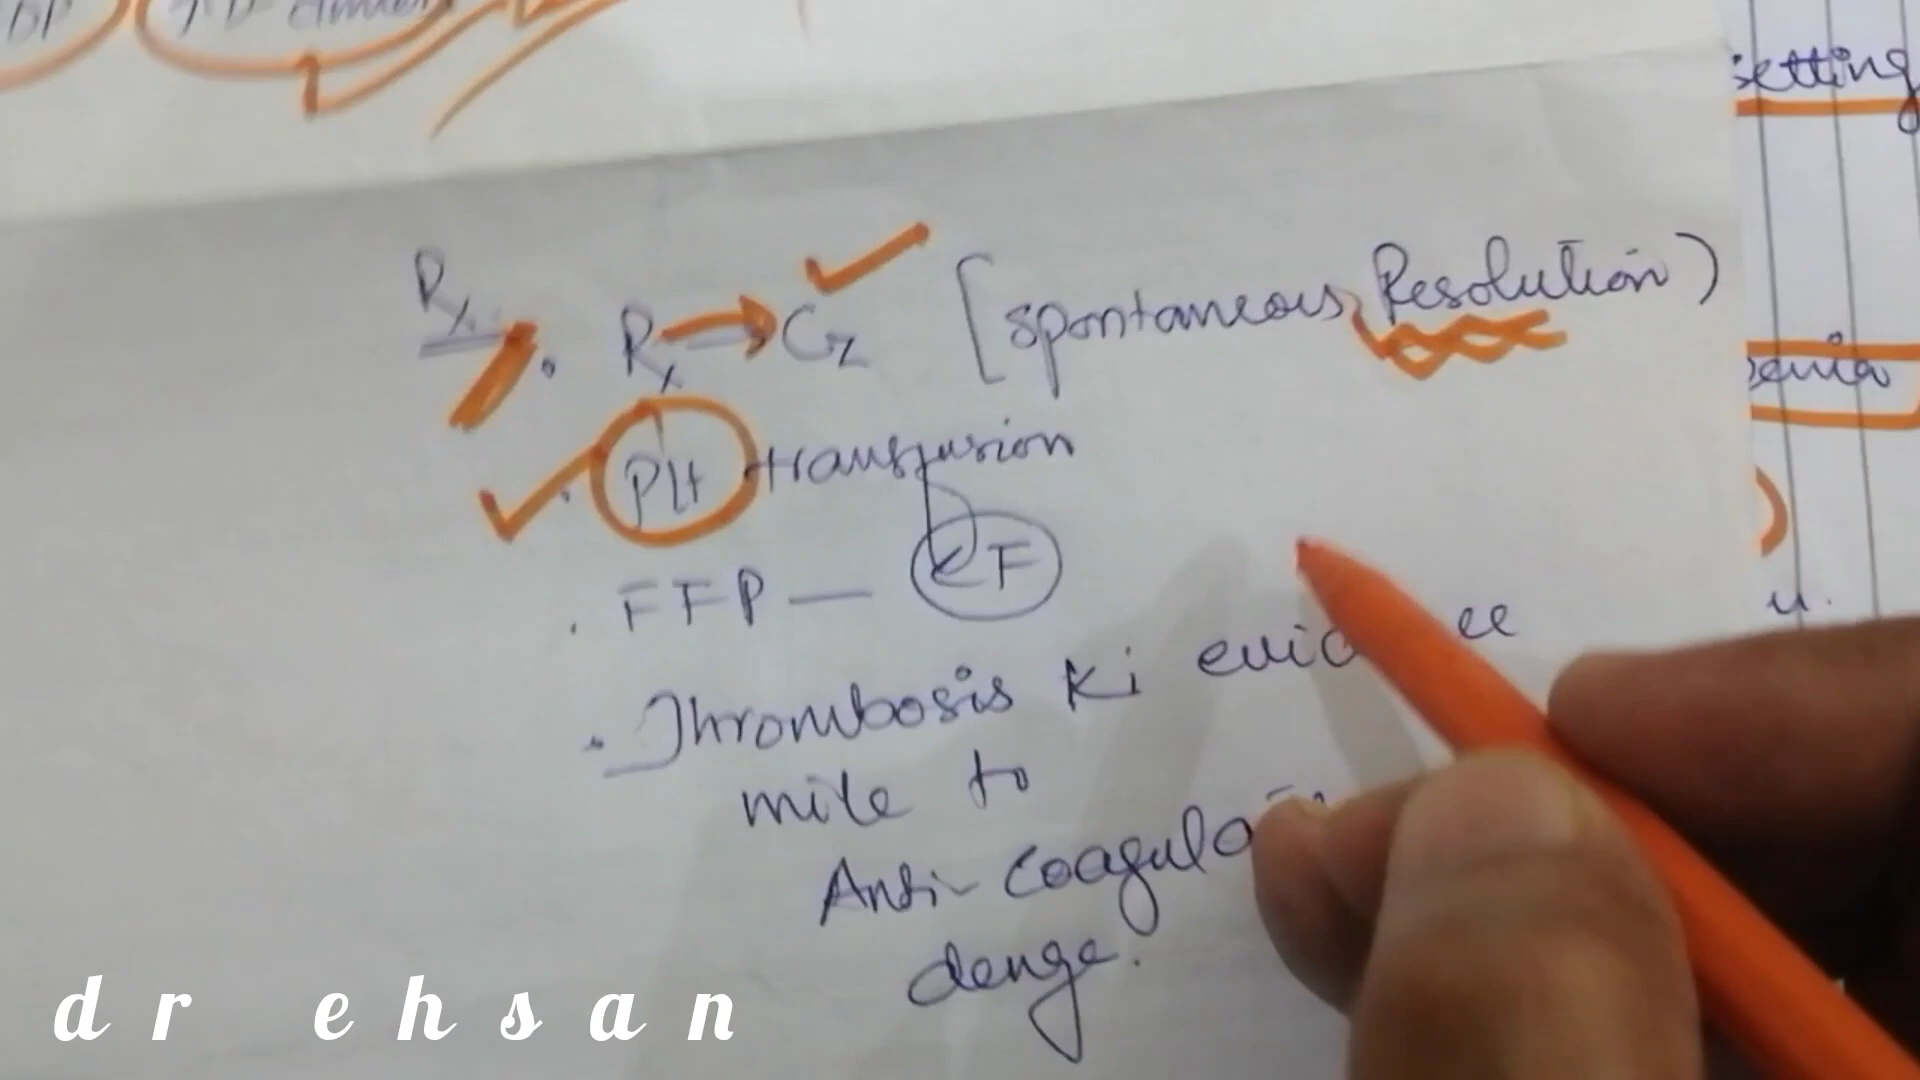 setting
Rx
. Rx → Cz [spontaneous Resolution)
. Plt transfusion
. FFP — CF
. Thrombosis ki
mile to
Anti-
denge.
dr ehsan